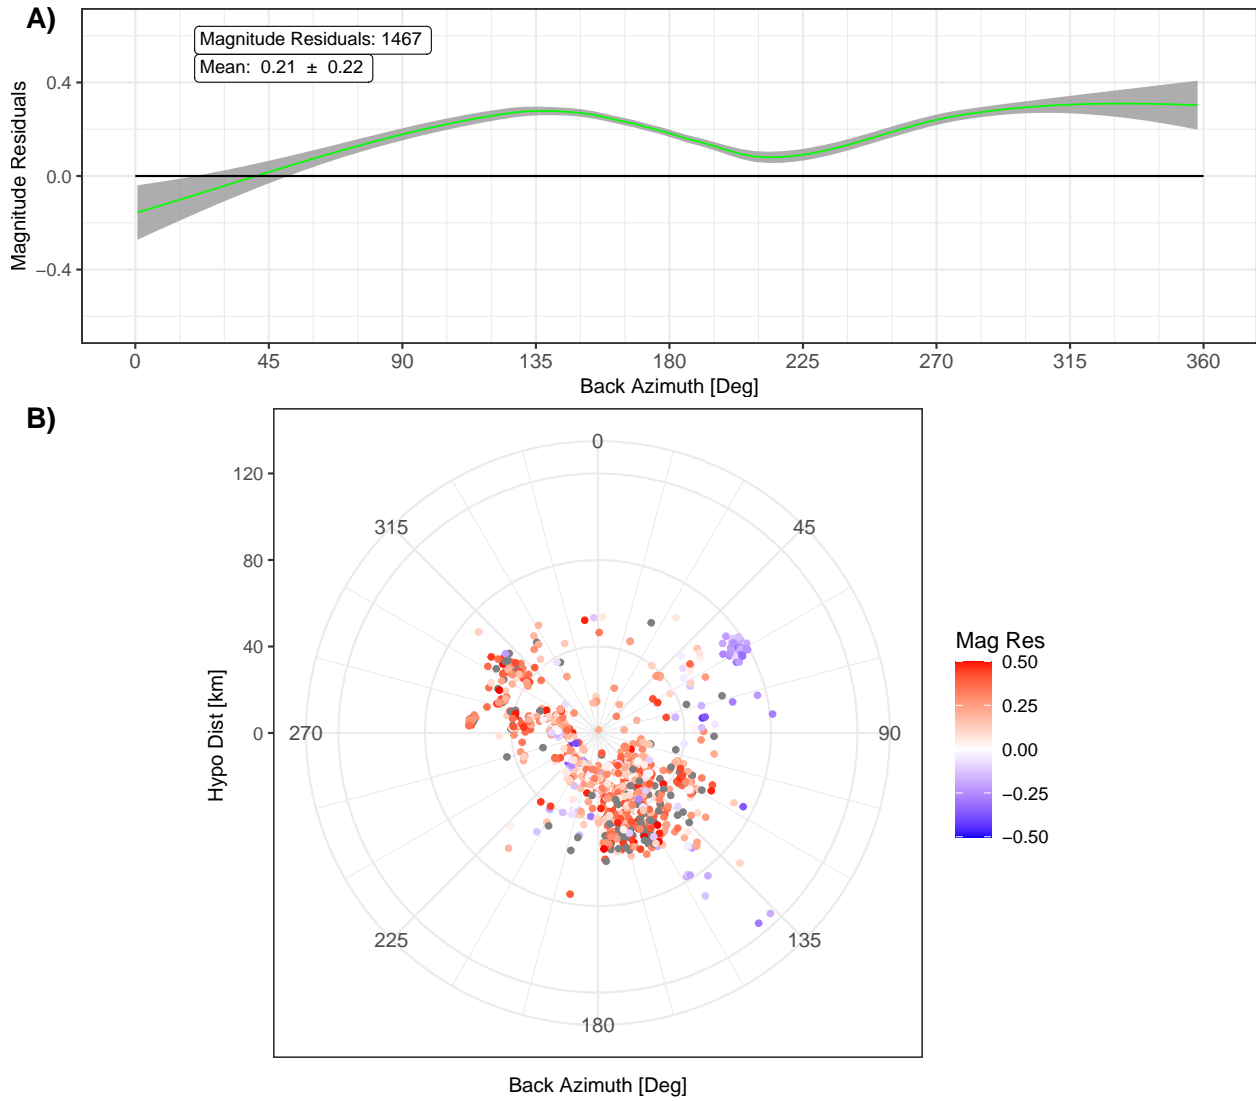 A)
Magnitude Residuals: 1467
Mean:  0.21  ±  0.22
Magnitude Residuals
0.4
0.0
−0.4
0 45 90 135 180 225 270 315 360
Back Azimuth [Deg]
B)
Hypo Dist [km]
120
80
40
0
0
45
90
135
180
225
270
315
Back Azimuth [Deg]
Mag Res
0.50
0.25
0.00
−0.25
−0.50